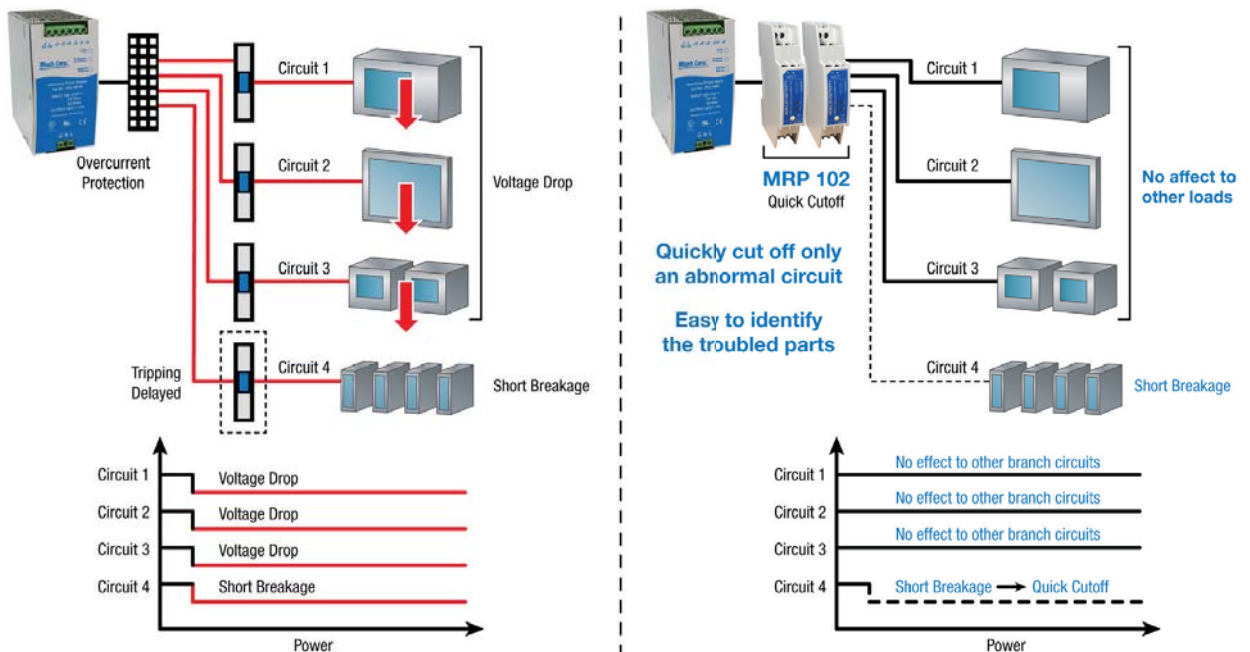 Overcurrent
Protection
Circuit 1
Circuit 2
Circuit 3
Circuit 4
Tripping
Delayed
Voltage Drop
Short Breakage
Circuit 1
Voltage Drop
Circuit 2
Voltage Drop
Circuit 3
Voltage Drop
Circuit 4
Short Breakage
Power
MRP 102
Quick Cutoff
Quickly cut off only
an abnormal circuit
Easy to identify
the troubled parts
Circuit 1
Circuit 2
Circuit 3
Circuit 4
No affect to
other loads
Short Breakage
Circuit 1
No effect to other branch circuits
Circuit 2
No effect to other branch circuits
Circuit 3
No effect to other branch circuits
Circuit 4
Short Breakage
Quick Cutoff
Power